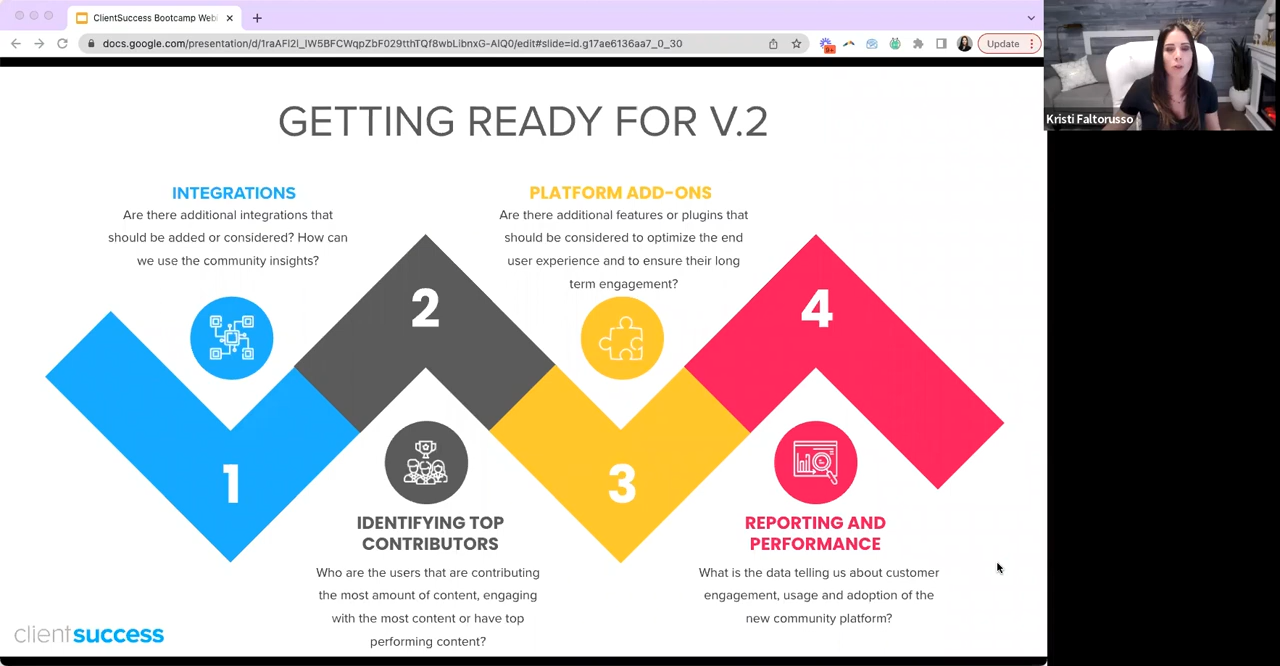 ClientSuccess Bootcamp Webi
docs.google.com/presentation/d/1raAFl2l_IW5BFCWqpZbF029tthTQf8wbLibnxG-AlQ0/edit#slide=id.g17ae6136aa7_0_30
9+
Update
Kristi Faltorusso
GETTING READY FOR V.2
INTEGRATIONS
Are there additional integrations that
should be added or considered? How can
we use the community insights?
PLATFORM ADD-ONS
Are there additional features or plugins that
should be considered to optimize the end
user experience and to ensure their long
term engagement?
1
2
3
4
IDENTIFYING TOP
CONTRIBUTORS
Who are the users that are contributing
the most amount of content, engaging
with the most content or have top
performing content?
REPORTING AND
PERFORMANCE
What is the data telling us about customer
engagement, usage and adoption of the
new community platform?
clientsuccess